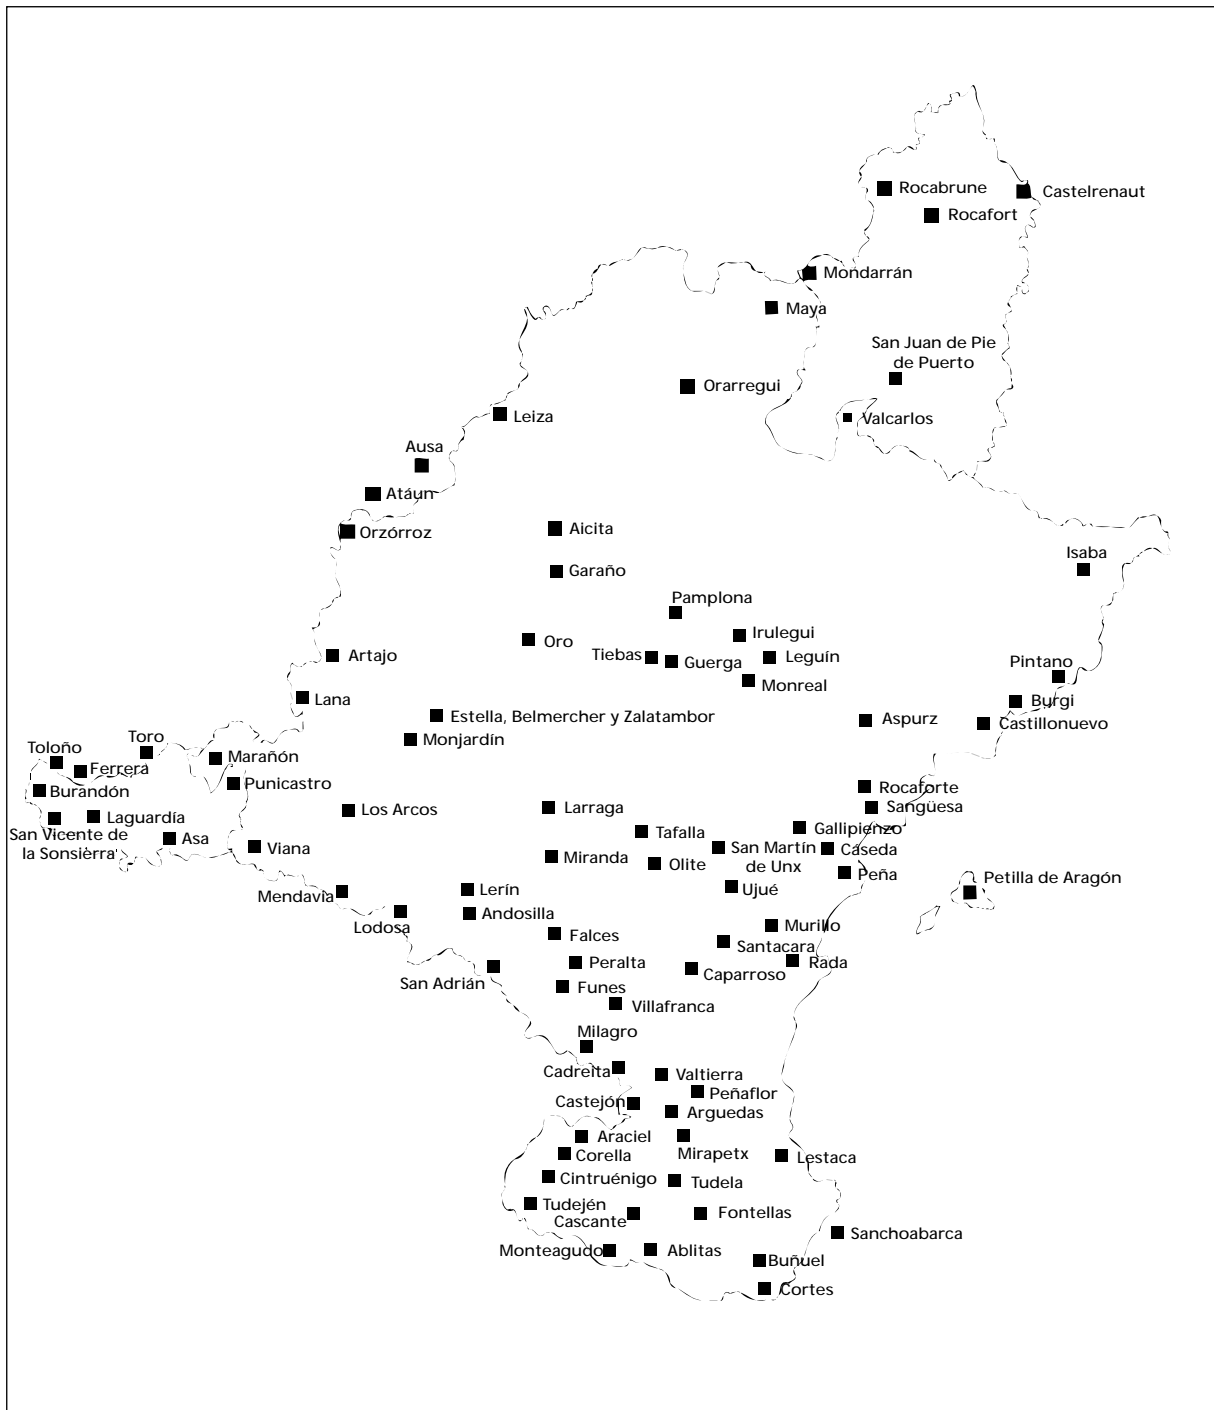 Rocabrune
Castelrenaut
Rocafort
Mondarrán
Maya
San Juan de Pie
de Puerto
Orarregui
Leiza
Valcarlos
Ausa
Atáun
Orzórroz
Aicita
Isaba
Garaño
Pamplona
Irulegui
Oro
Artajo
Tiebas
Guerga
Leguín
Pintano
Monreal
Lana
Burgi
Estella, Belmercher y Zalatambor
Aspurz
Castillonuevo
Monjardín
Toro
Toloño
Marañón
Ferrera
Punicastro
Burandón
Rocaforte
Los Arcos
Larraga
Sangüesa
Laguardía
San Vicente de
la Sonsierra
Asa
Viana
Tafalla
Gallipienzo
San Martín
de Unx
Cáseda
Miranda
Olite
Peña
Petilla de Aragón
Mendavia
Lerín
Ujué
Lodosa
Andosilla
Murillo
Falces
Santacara
Peralta
Rada
San Adrián
Caparroso
Funes
Villafranca
Milagro
Cadreita
Valtierra
Peñaflor
Castejón
Arguedas
Araciel
Mirapetx
Corella
Lestaca
Cintruénigo
Tudela
Tudején
Cascante
Fontellas
Sanchoabarca
Monteagudo
Ablitas
Buñuel
Cortes